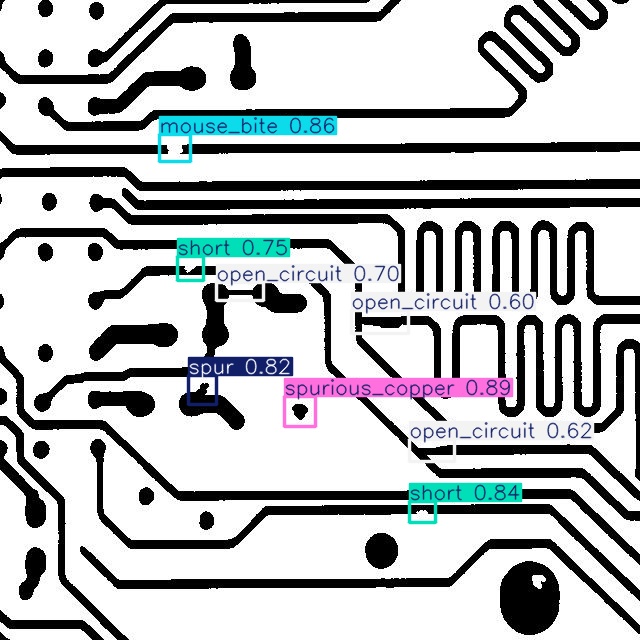 mouse_bite 0.86
short 0.75
open_circuit 0.70
open_circuit 0.60
spur 0.82
spurious_copper 0.89
open_circuit 0.62
short 0.84